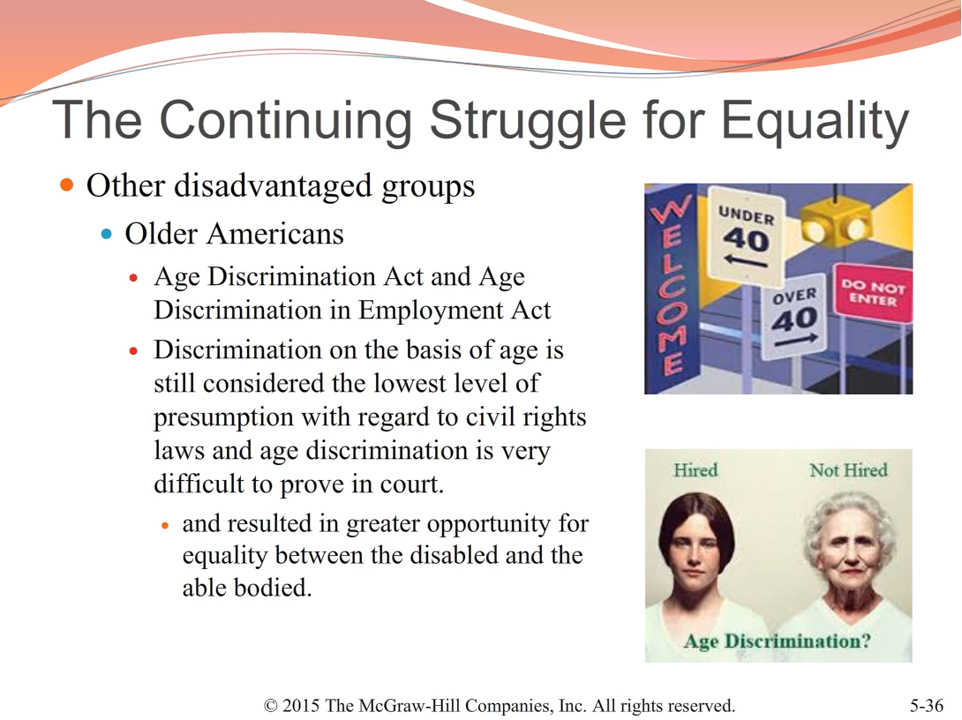 The Continuing Struggle for Equality
Other disadvantaged groups
Older Americans
Age Discrimination Act and Age
Discrimination in Employment Act
Discrimination on the basis of age is
still considered the lowest level of
presumption with regard to civil rights
laws and age discrimination is very
difficult to prove in court.
and resulted in greater opportunity for
equality between the disabled and the
able bodied.
WELCOME
UNDER
40
OVER
40
DO NOT
ENTER
Hired Not Hired
Age Discrimination?
© 2015 The McGraw-Hill Companies, Inc. All rights reserved. 5-36